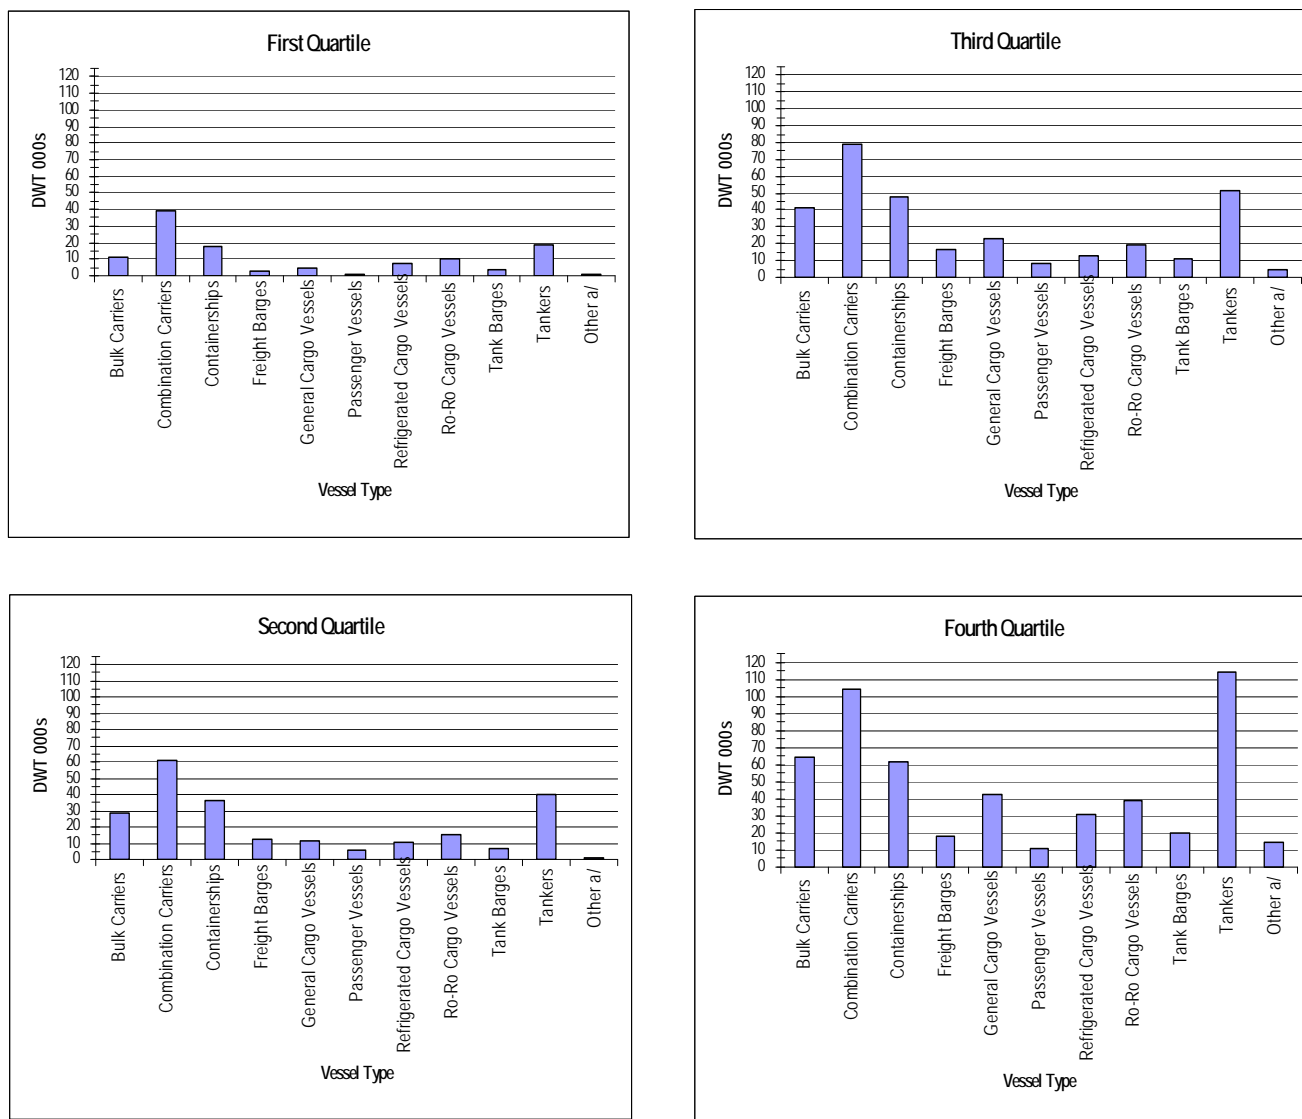 First Quartile
DWT 000s
120
110
100
90
80
70
60
50
40
30
20
10
0
Bulk Carriers
Combination Carriers
Containerships
Freight Barges
General Cargo Vessels
Passenger Vessels
Refrigerated Cargo Vessels
Ro-Ro Cargo Vessels
Tank Barges
Tankers
Other a/
Vessel Type
Third Quartile
DWT 000s
120
110
100
90
80
70
60
50
40
30
20
10
0
Bulk Carriers
Combination Carriers
Containerships
Freight Barges
General Cargo Vessels
Passenger Vessels
Refrigerated Cargo Vessels
Ro-Ro Cargo Vessels
Tank Barges
Tankers
Other a/
Vessel Type
Second Quartile
DWT 000s
120
110
100
90
80
70
60
50
40
30
20
10
0
Bulk Carriers
Combination Carriers
Containerships
Freight Barges
General Cargo Vessels
Passenger Vessels
Refrigerated Cargo Vessels
Ro-Ro Cargo Vessels
Tank Barges
Tankers
Other a/
Vessel Type
Fourth Quartile
DWT 000s
120
110
100
90
80
70
60
50
40
30
20
10
0
Bulk Carriers
Combination Carriers
Containerships
Freight Barges
General Cargo Vessels
Passenger Vessels
Refrigerated Cargo Vessels
Ro-Ro Cargo Vessels
Tank Barges
Tankers
Other a/
Vessel Type